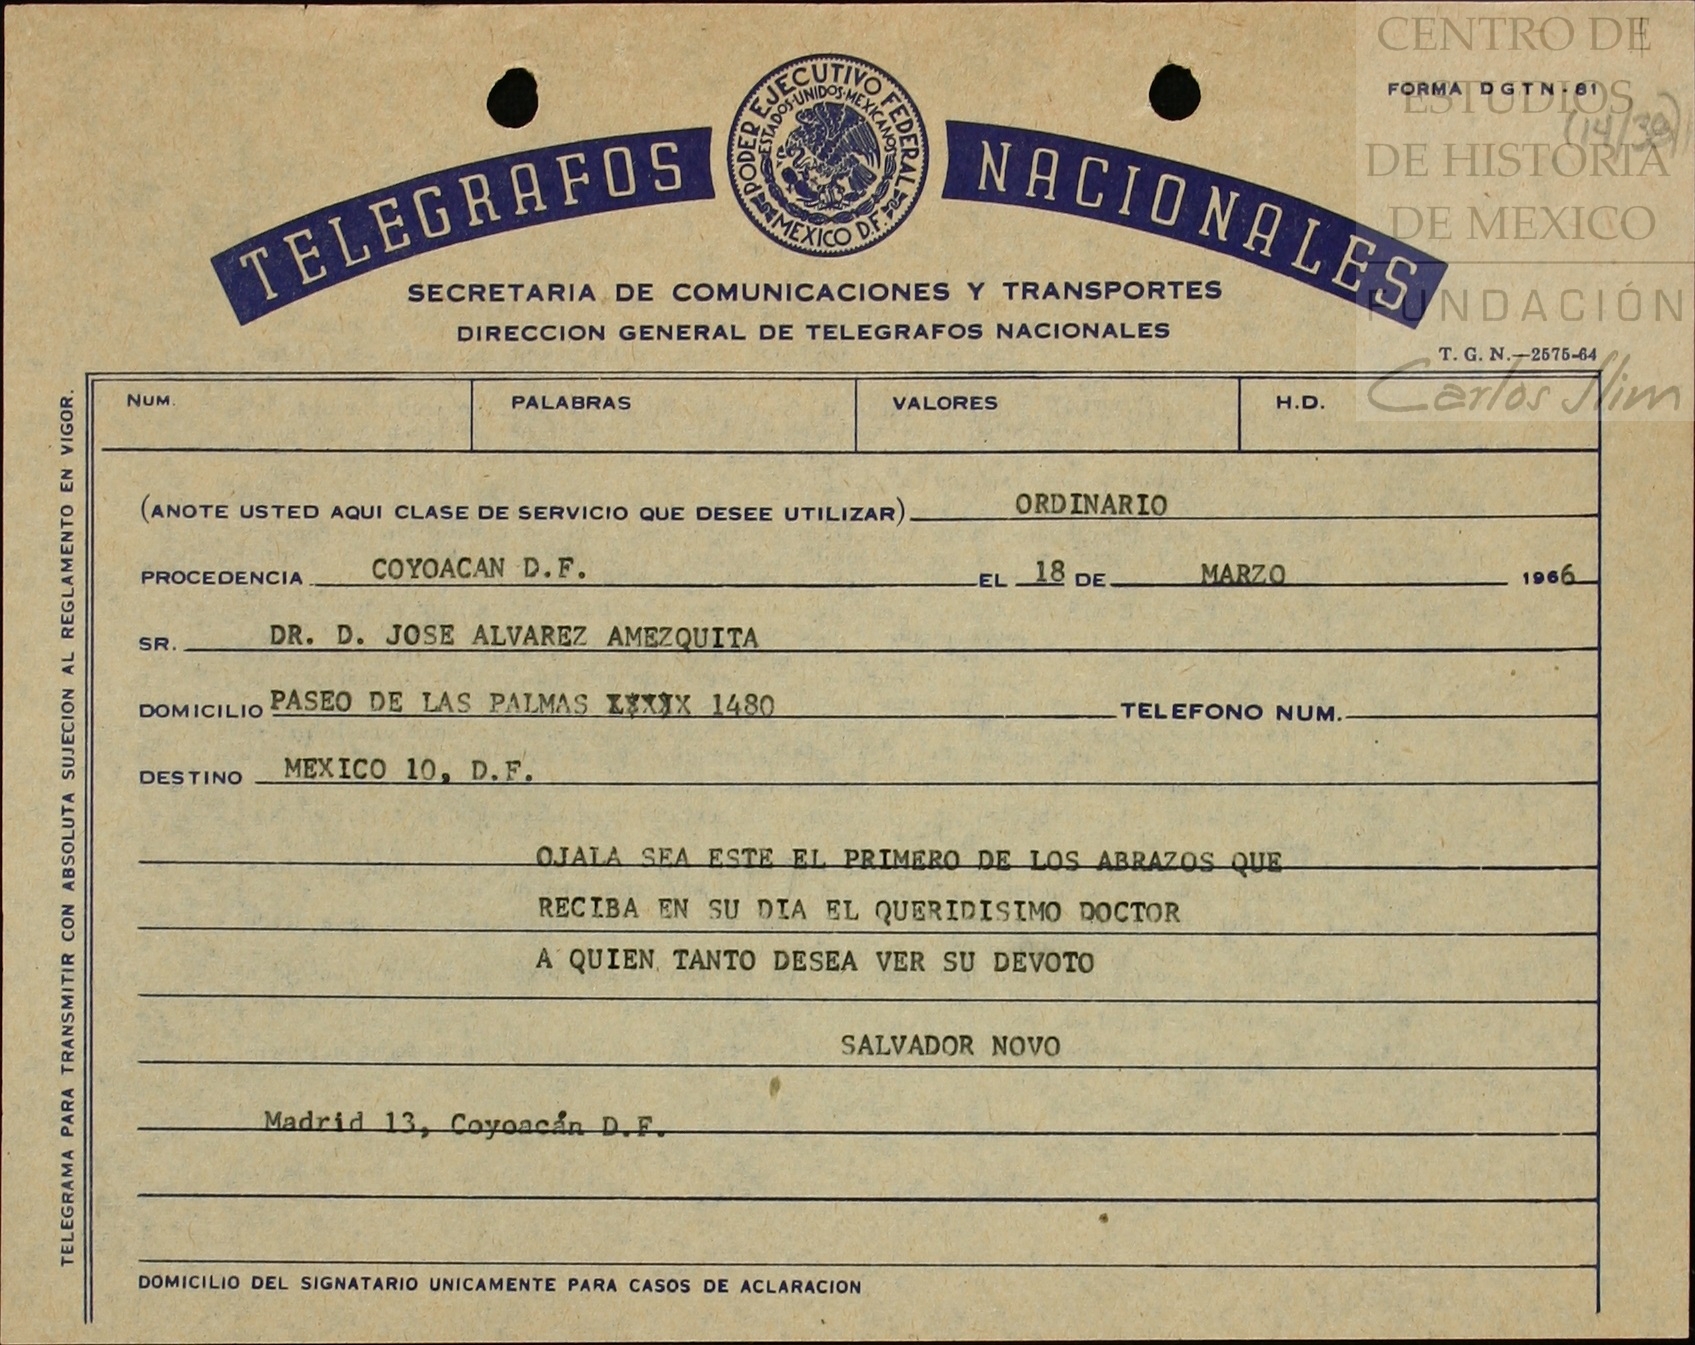 CENTRO DE
ESTUDIOS
DE HISTORIA
DE MEXICO
FUNDACIÓN
Carlos Slim
FORMA DGTN-81
(14/39)
PODER EJECUTIVO FEDERAL
ESTADOS·UNIDOS·MEXICANOS
MEXICO D.F.
TELEGRAFOS NACIONALES
SECRETARIA DE COMUNICACIONES Y TRANSPORTES
DIRECCION GENERAL DE TELEGRAFOS NACIONALES
T. G. N.—2575-64
NUM. PALABRAS VALORES H.D.
(ANOTE USTED AQUI CLASE DE SERVICIO QUE DESEE UTILIZAR) ORDINARIO
PROCEDENCIA COYOACAN D.F. EL 18 DE MARZO 1966
SR. DR. D. JOSE ALVAREZ AMEZQUITA
DOMICILIO PASEO DE LAS PALMAS 1480 TELEFONO NUM.
DESTINO MEXICO 10, D.F.
OJALA SEA ESTE EL PRIMERO DE LOS ABRAZOS QUE
RECIBA EN SU DIA EL QUERIDISIMO DOCTOR
A QUIEN TANTO DESEA VER SU DEVOTO
SALVADOR NOVO
Madrid 13, Coyoacán D.F.
DOMICILIO DEL SIGNATARIO UNICAMENTE PARA CASOS DE ACLARACION
TELEGRAMA PARA TRANSMITIR CON ABSOLUTA SUJECION AL REGLAMENTO EN VIGOR.